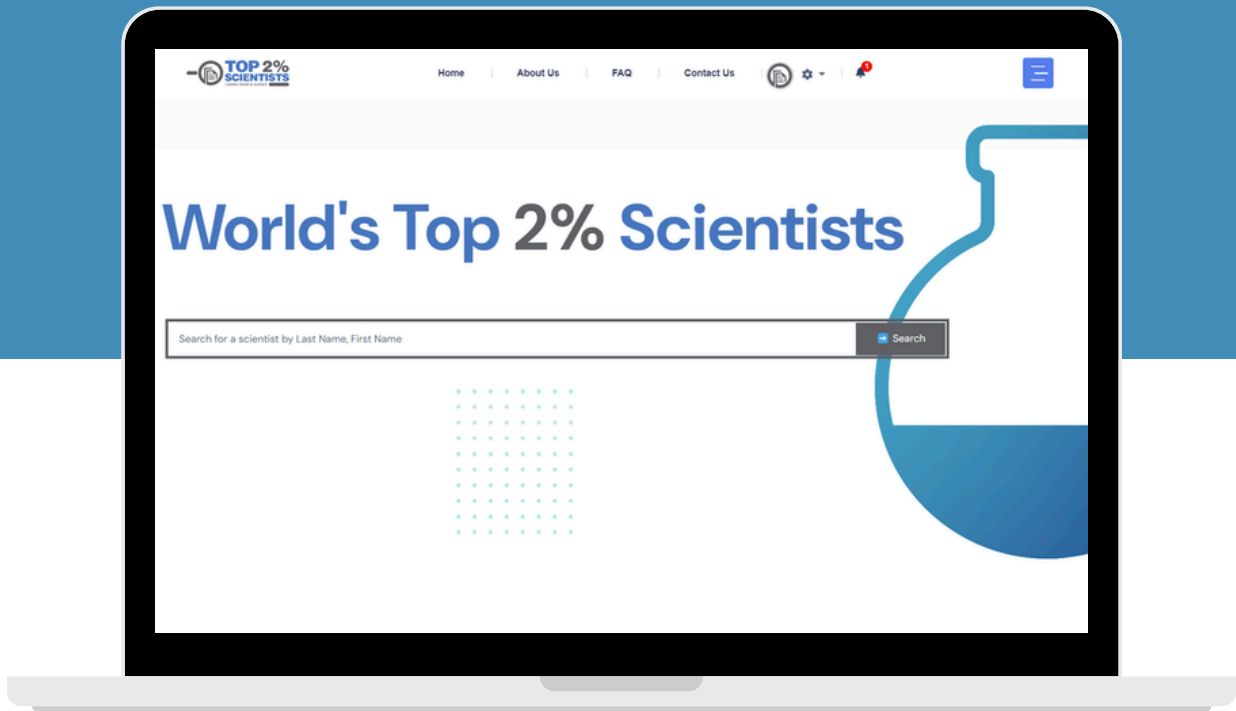 TOP 2%
SCIENTISTS
Home
About Us
FAQ
Contact Us
1
World's Top 2% Scientists
Search for a scientist by Last Name, First Name
Search